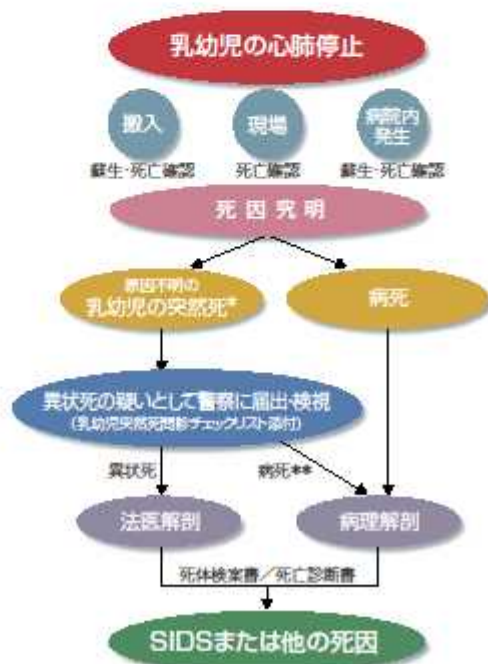 乳幼児の心肺停止
搬入
現場
病院内
発生
蘇生・死亡確認
死亡確認
蘇生・死亡確認
死因究明
原因不明の
乳幼児の突然死*
病死
異状死の疑いとして警察に届出・検視
(乳幼児突然死問診チェックリスト添付)
異状死
病死**
法医解剖
病理解剖
死体検案書/死亡診断書
SIDSまたは他の死因